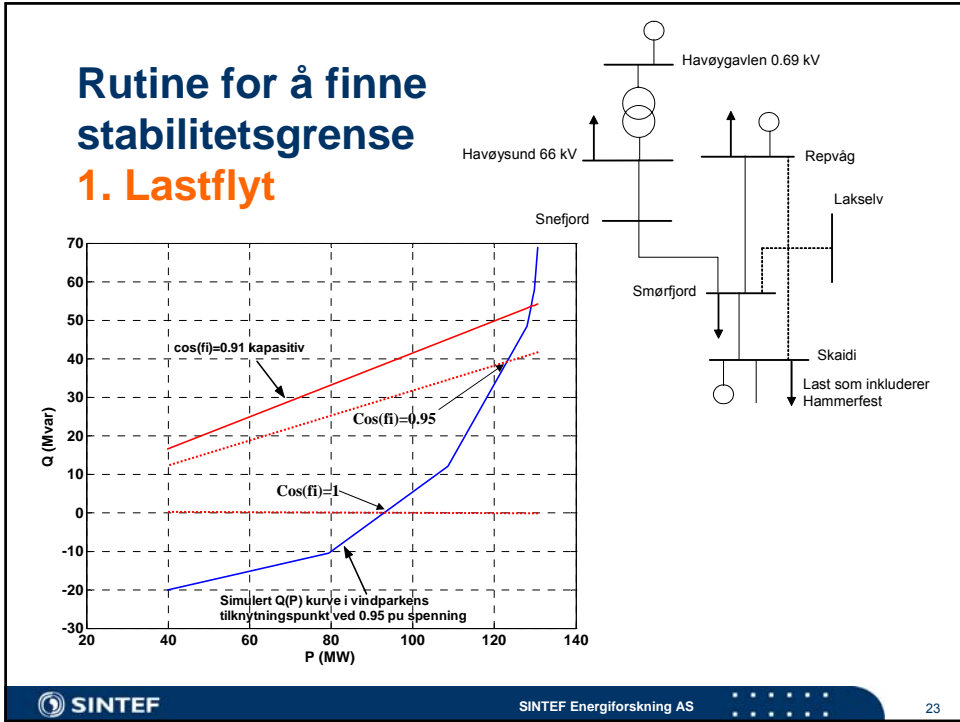 Rutine for å finne
stabilitetsgrense
1. Lastflyt
Havøygavlen 0.69 kV
Havøysund 66 kV
Repvåg
Lakselv
Snefjord
Smørfjord
Skaidi
Last som inkluderer
Hammerfest
70
60
50
40
30
20
10
0
-10
-20
-30
Q (Mvar)
cos(fi)=0.91 kapasitiv
Cos(fi)=0.95
Cos(fi)=1
Simulert Q(P) kurve i vindparkens
tilknytningspunkt ved 0.95 pu spenning
20 40 60 80 100 120 140
P (MW)
SINTEF
SINTEF Energiforskning AS
23